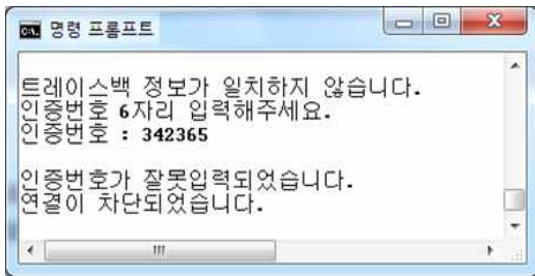 명령 프롬프트
트레이스백 정보가 일치하지 않습니다.
인증번호 6자리 입력해주세요.
인증번호 : 342365
인증번호가 잘못입력되었습니다.
연결이 차단되었습니다.